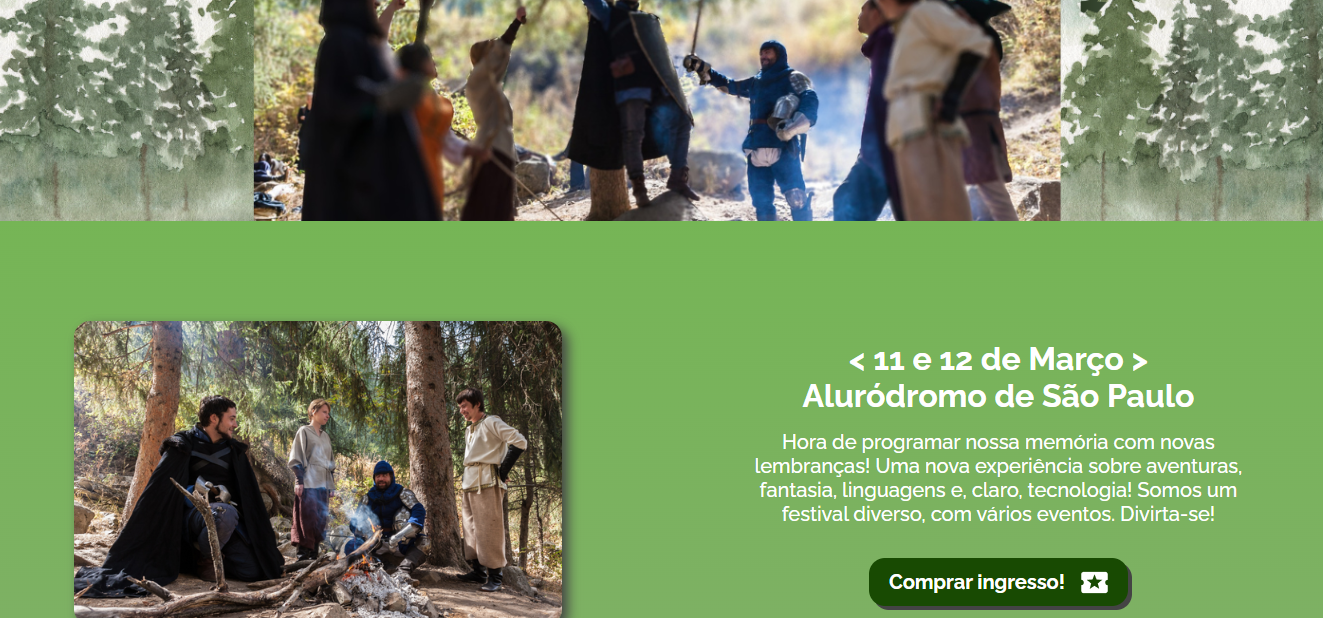 < 11 e 12 de Março >
Aluródromo de São Paulo
Hora de programar nossa memória com novas
lembranças! Uma nova experiência sobre aventuras,
fantasia, linguagens e, claro, tecnologia! Somos um
festival diverso, com vários eventos. Divirta-se!
Comprar ingresso!